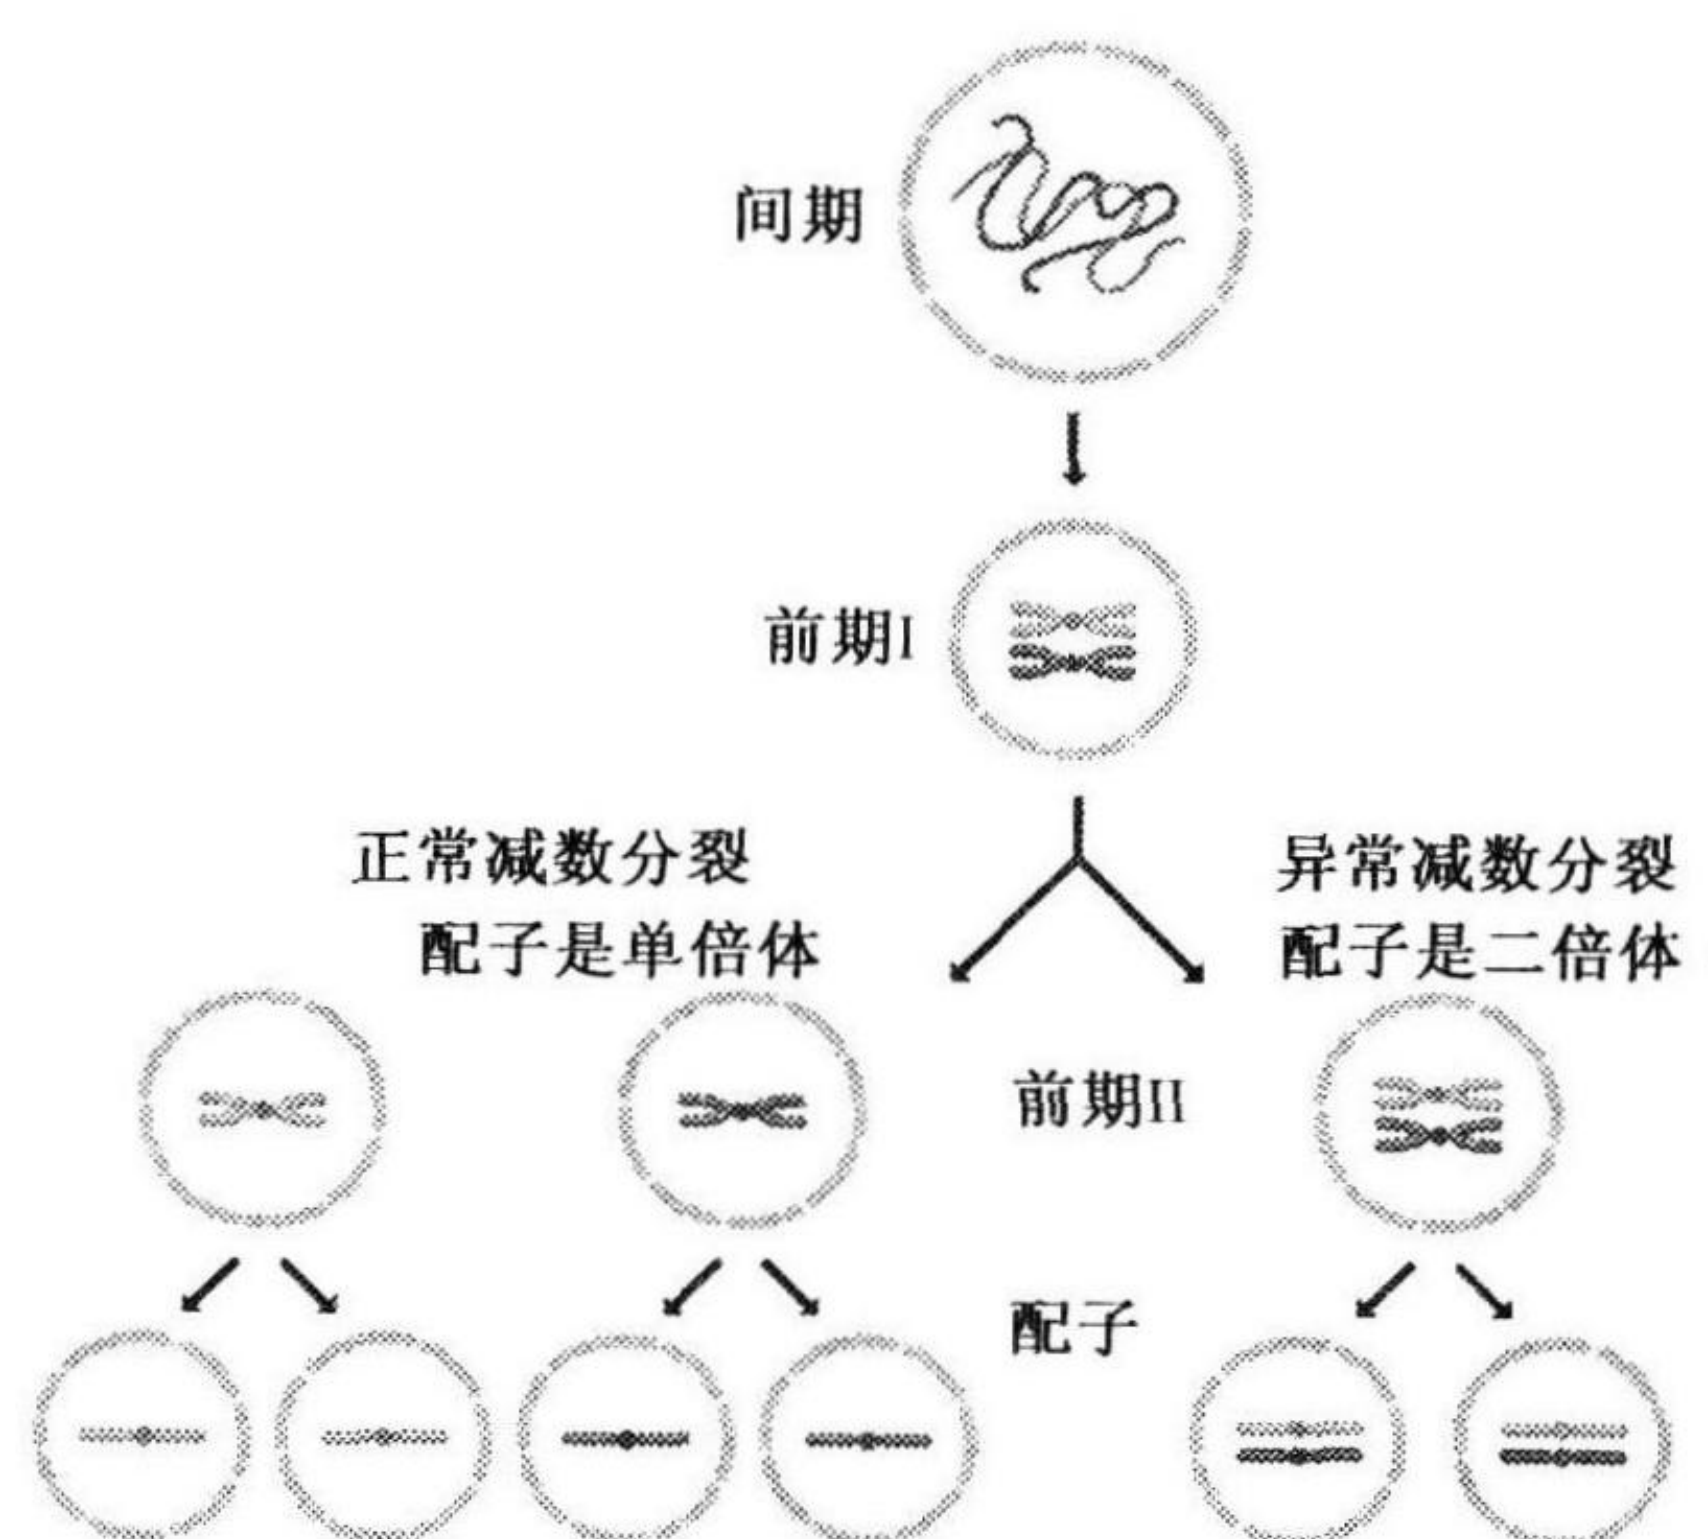 间期
前期I
正常减数分裂
配子是单倍体
异常减数分裂
配子是二倍体
前期II
配子